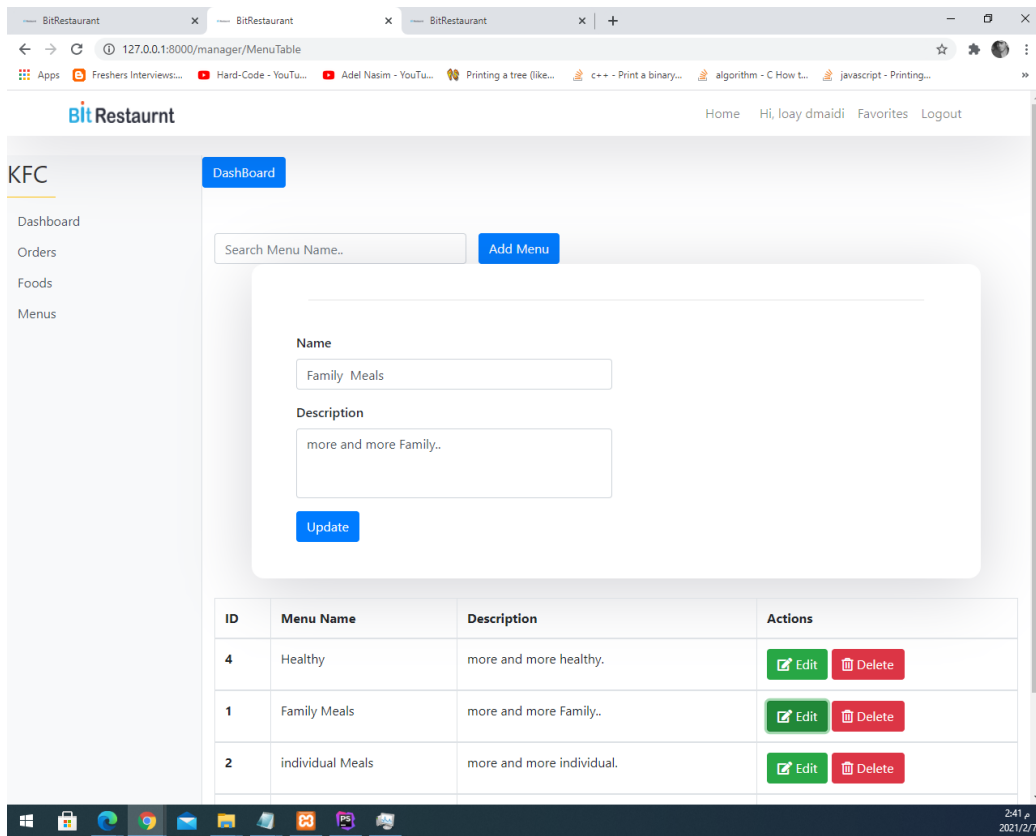 BitRestaurant
BitRestaurant
BitRestaurant
127.0.0.1:8000/manager/MenuTable
Apps Freshers Interviews:... Hard-Code - YouTu... Adel Nasim - YouTu... Printing a tree (like... c++ - Print a binary... algorithm - C How t... javascript - Printing...
Bit Restaurnt
Home Hi, loay dmaidi Favorites Logout
KFC
DashBoard
Dashboard
Orders
Foods
Menus
Search Menu Name.. Add Menu
Name
Family  Meals
Description
more and more Family..
Update
ID Menu Name Description Actions
4 Healthy more and more healthy. Edit Delete
1 Family Meals more and more Family.. Edit Delete
2 individual Meals more and more individual. Edit Delete
PS
2:41
2021/2/7